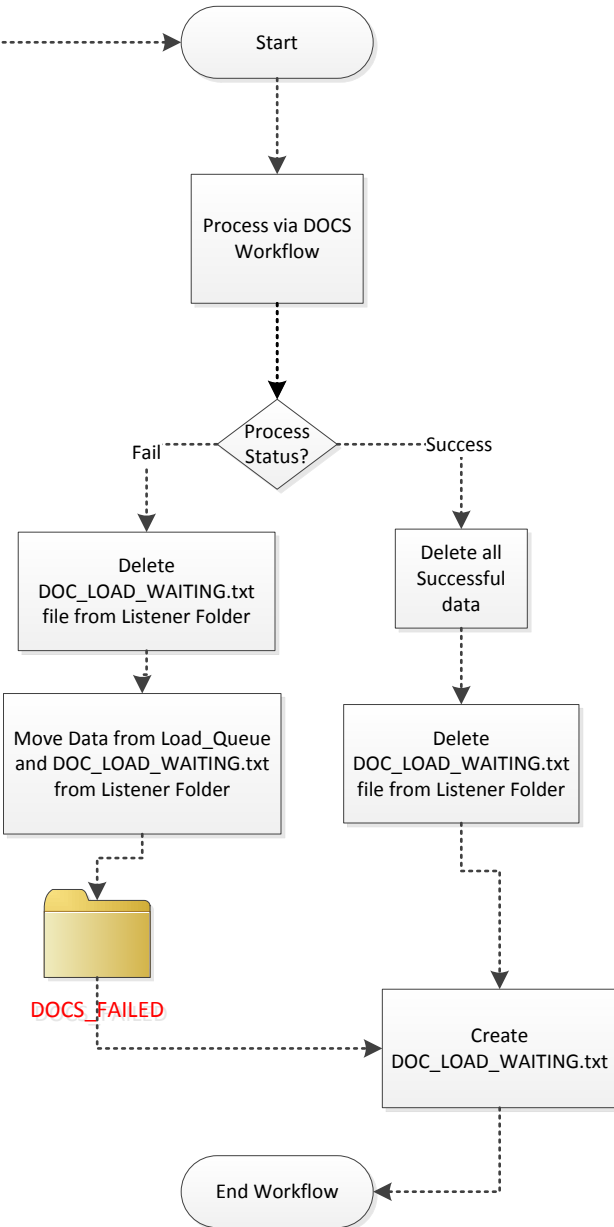 Start
Process via DOCS
Workflow
Process
Status?
Fail
Success
Delete
DOC_LOAD_WAITING.txt
file from Listener Folder
Delete all
Successful
data
Move Data from Load_Queue
and DOC_LOAD_WAITING.txt
from Listener Folder
Delete
DOC_LOAD_WAITING.txt
file from Listener Folder
DOCS_FAILED
Create
DOC_LOAD_WAITING.txt
End Workflow